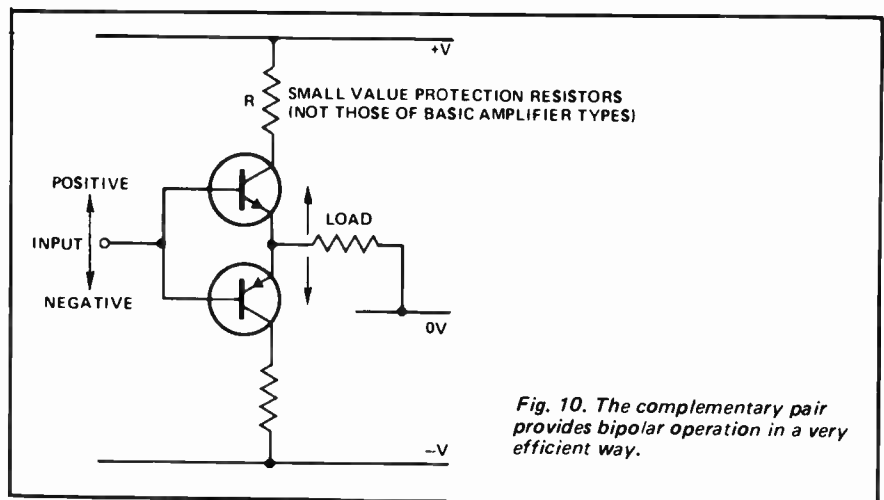 +V
R
SMALL VALUE PROTECTION RESISTORS
(NOT THOSE OF BASIC AMPLIFIER TYPES)
POSITIVE
LOAD
INPUT
NEGATIVE
0V
Fig. 10. The complementary pair
provides bipolar operation in a very
efficient way.
–V